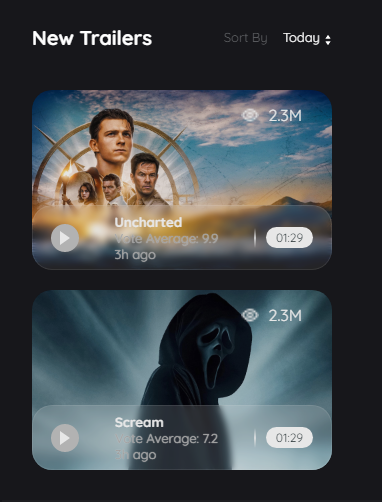 New Trailers
Sort By Today
2.3M
Uncharted
Vote Average: 9.9
3h ago
01:29
2.3M
Scream
Vote Average: 7.2
3h ago
01:29